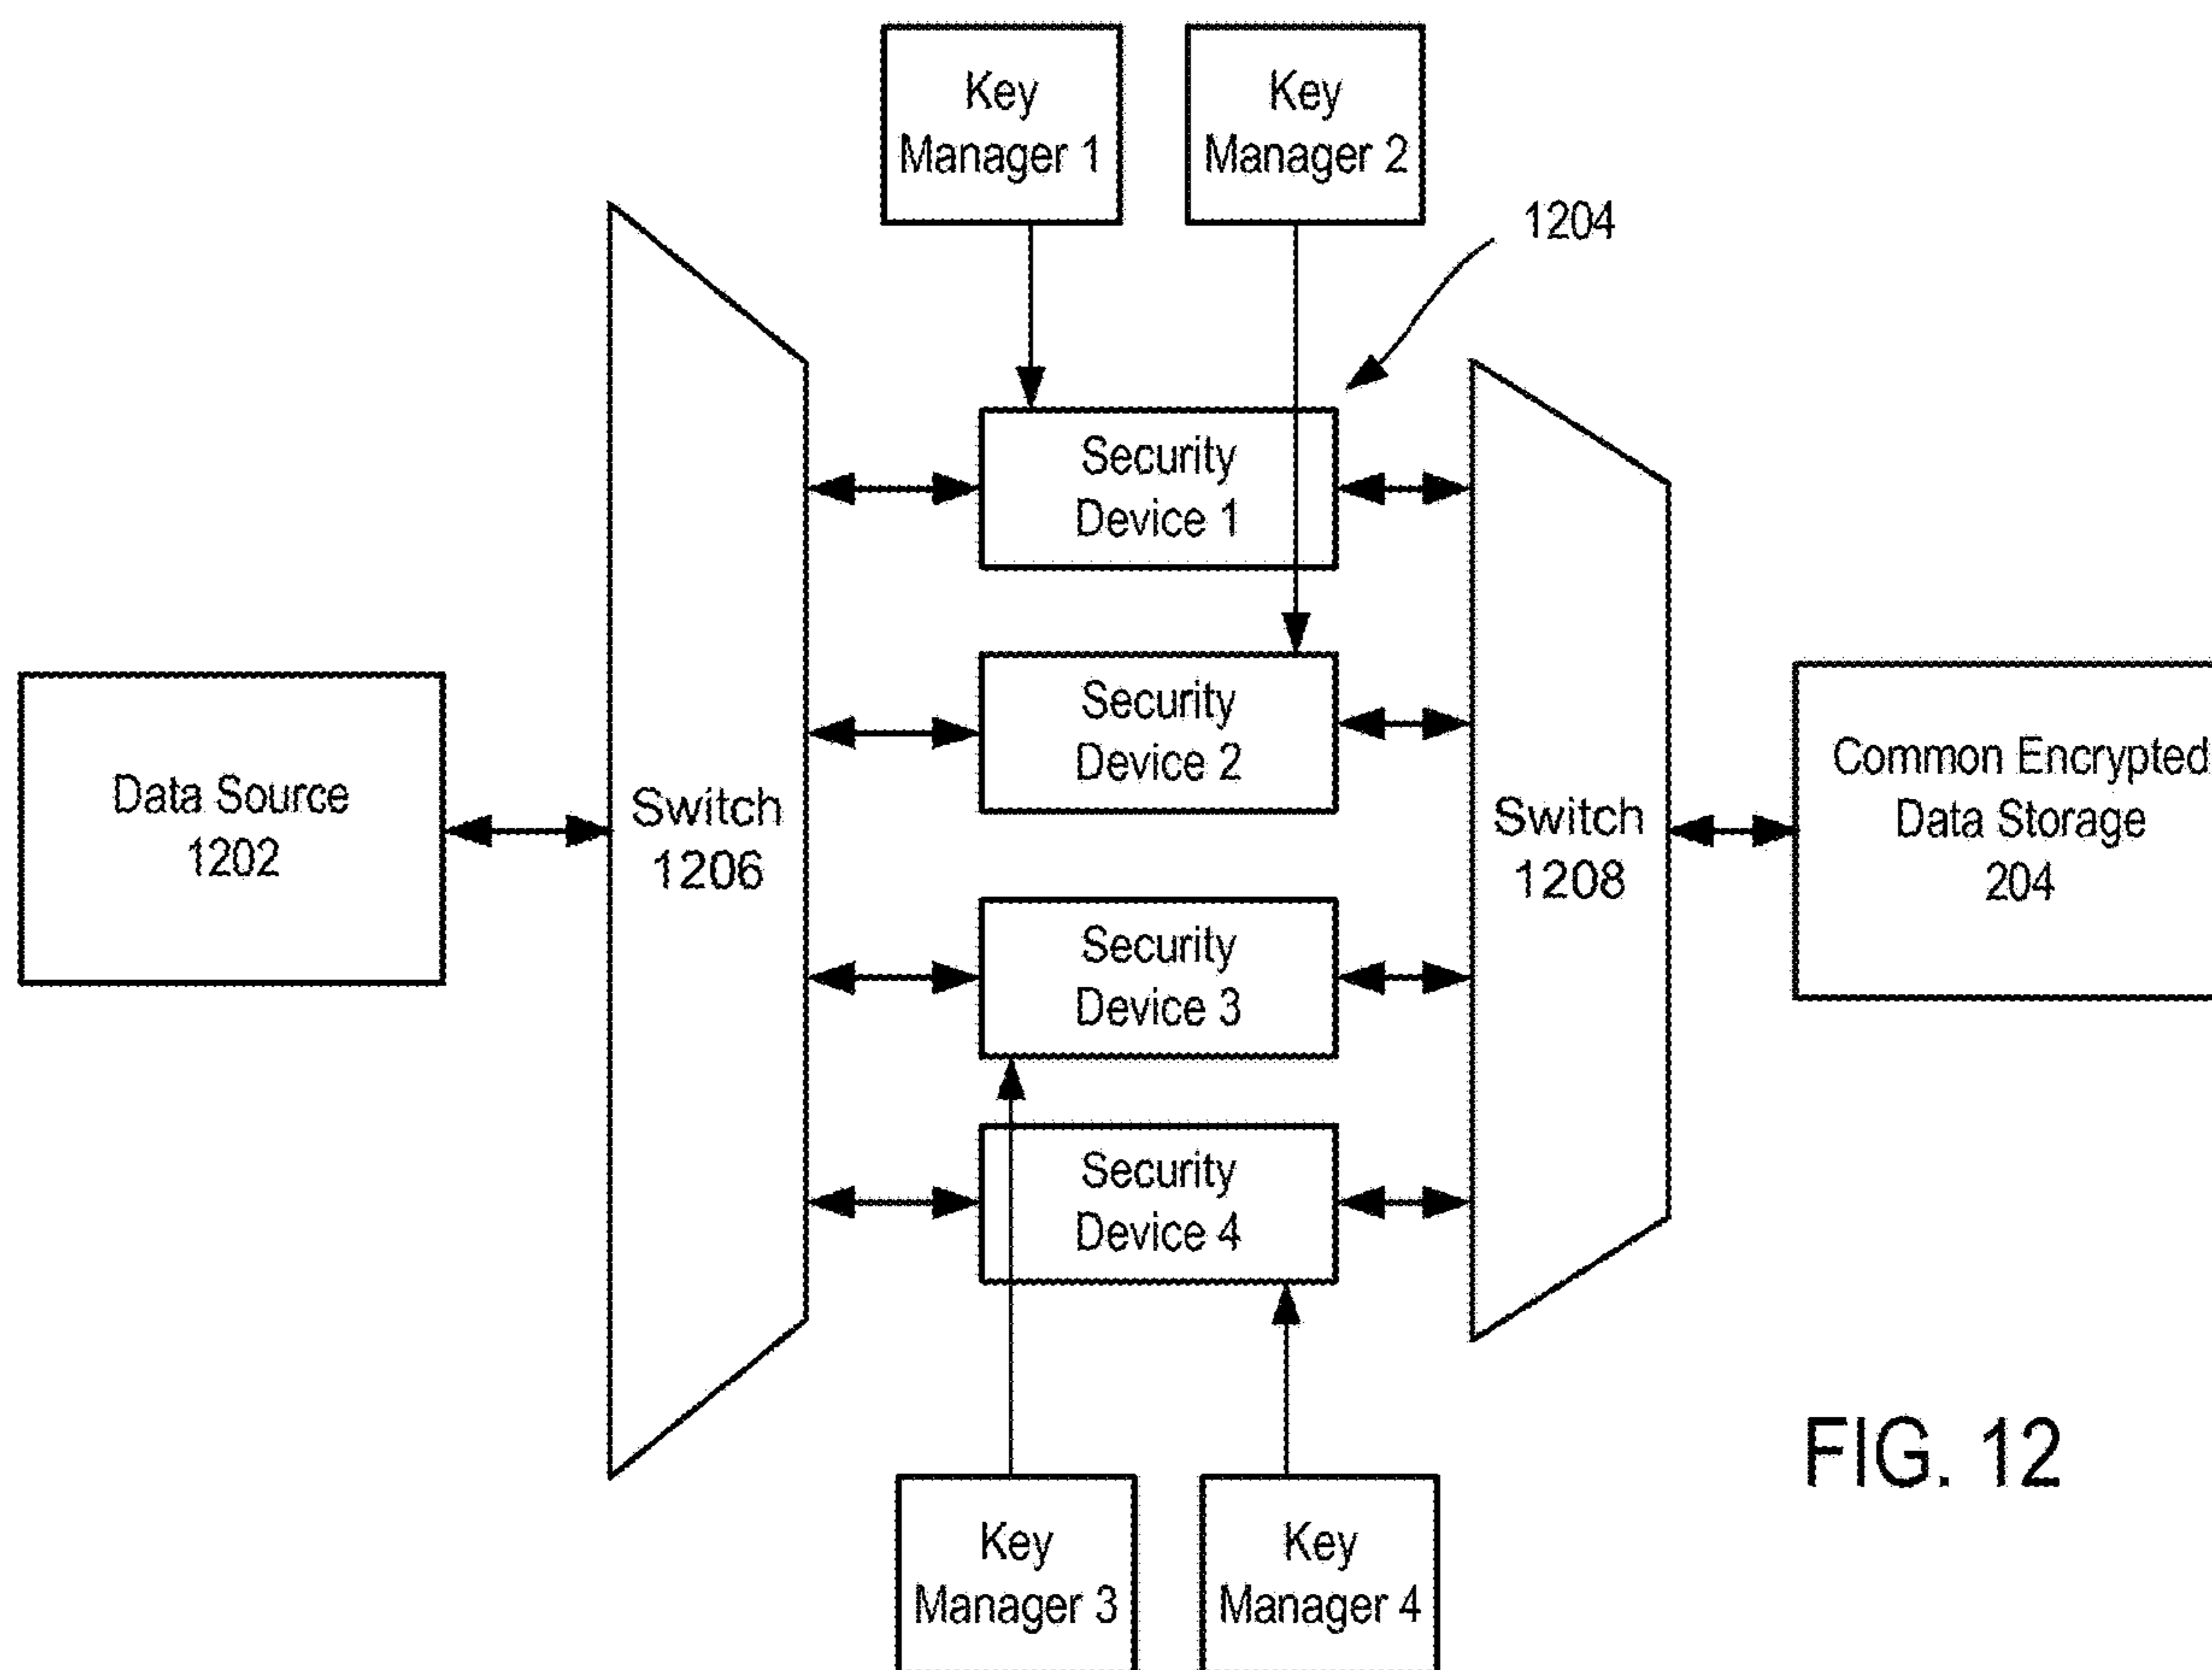 Key
Manager 1
Key
Manager 2
1204
Security
Device 1
Security
Device 2
Data Source
1202
Switch
1206
Switch
1208
Common Encrypted
Data Storage
204
Security
Device 3
Security
Device 4
FIG. 12
Key
Manager 3
Key
Manager 4